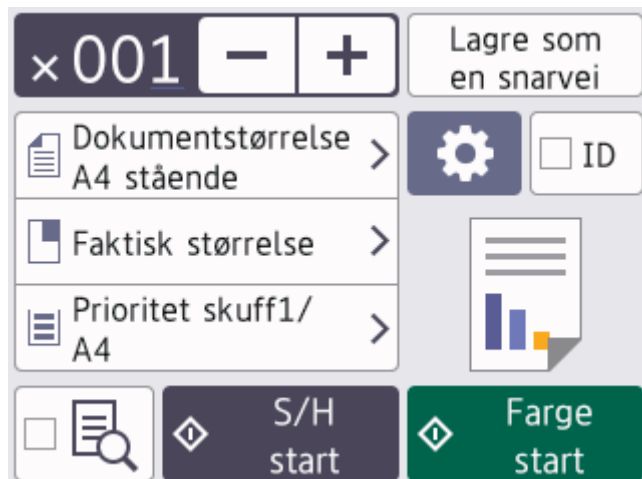 ×001 − +
Lagre som
en snarvei
Dokumentstørrelse
A4 stående
ID
Faktisk størrelse
Prioritet skuff1/
A4
S/H
start
Farge
start